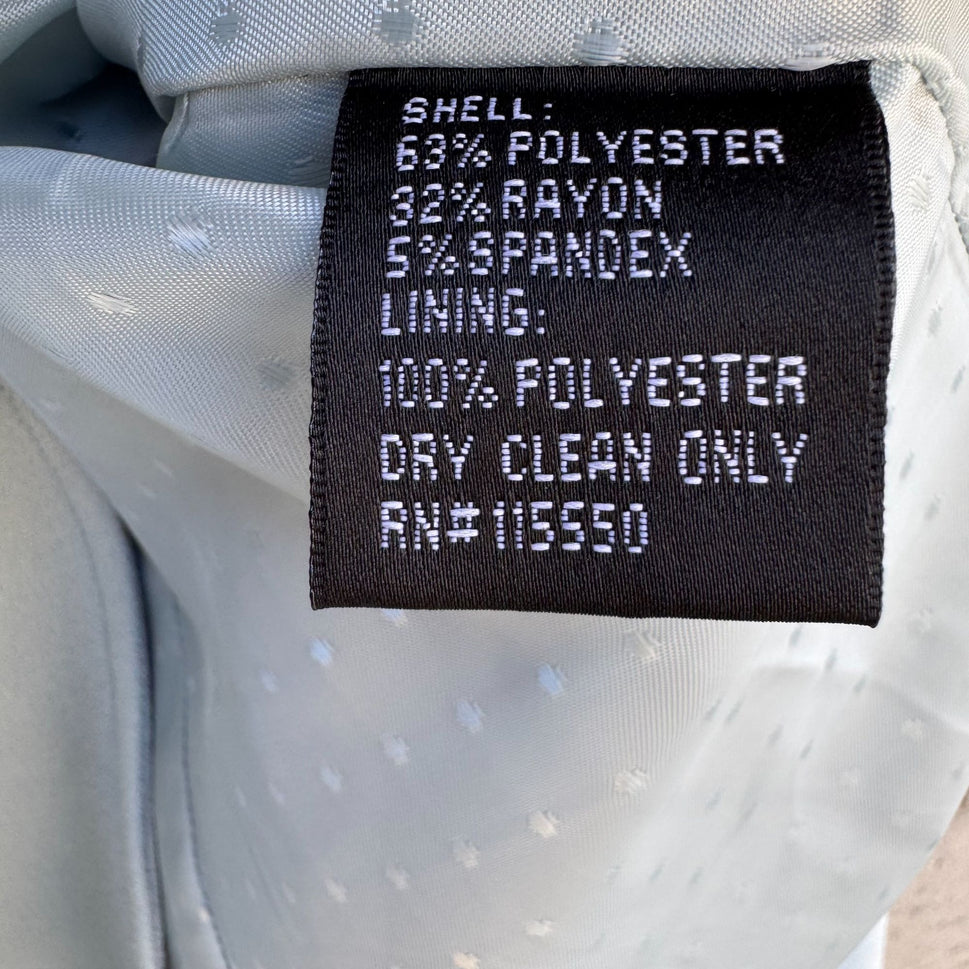 SHELL:
63% POLYESTER
32% RAYON
5% SPANDEX
LINING:
100% POLYESTER
DRY CLEAN ONLY
RN# 115550